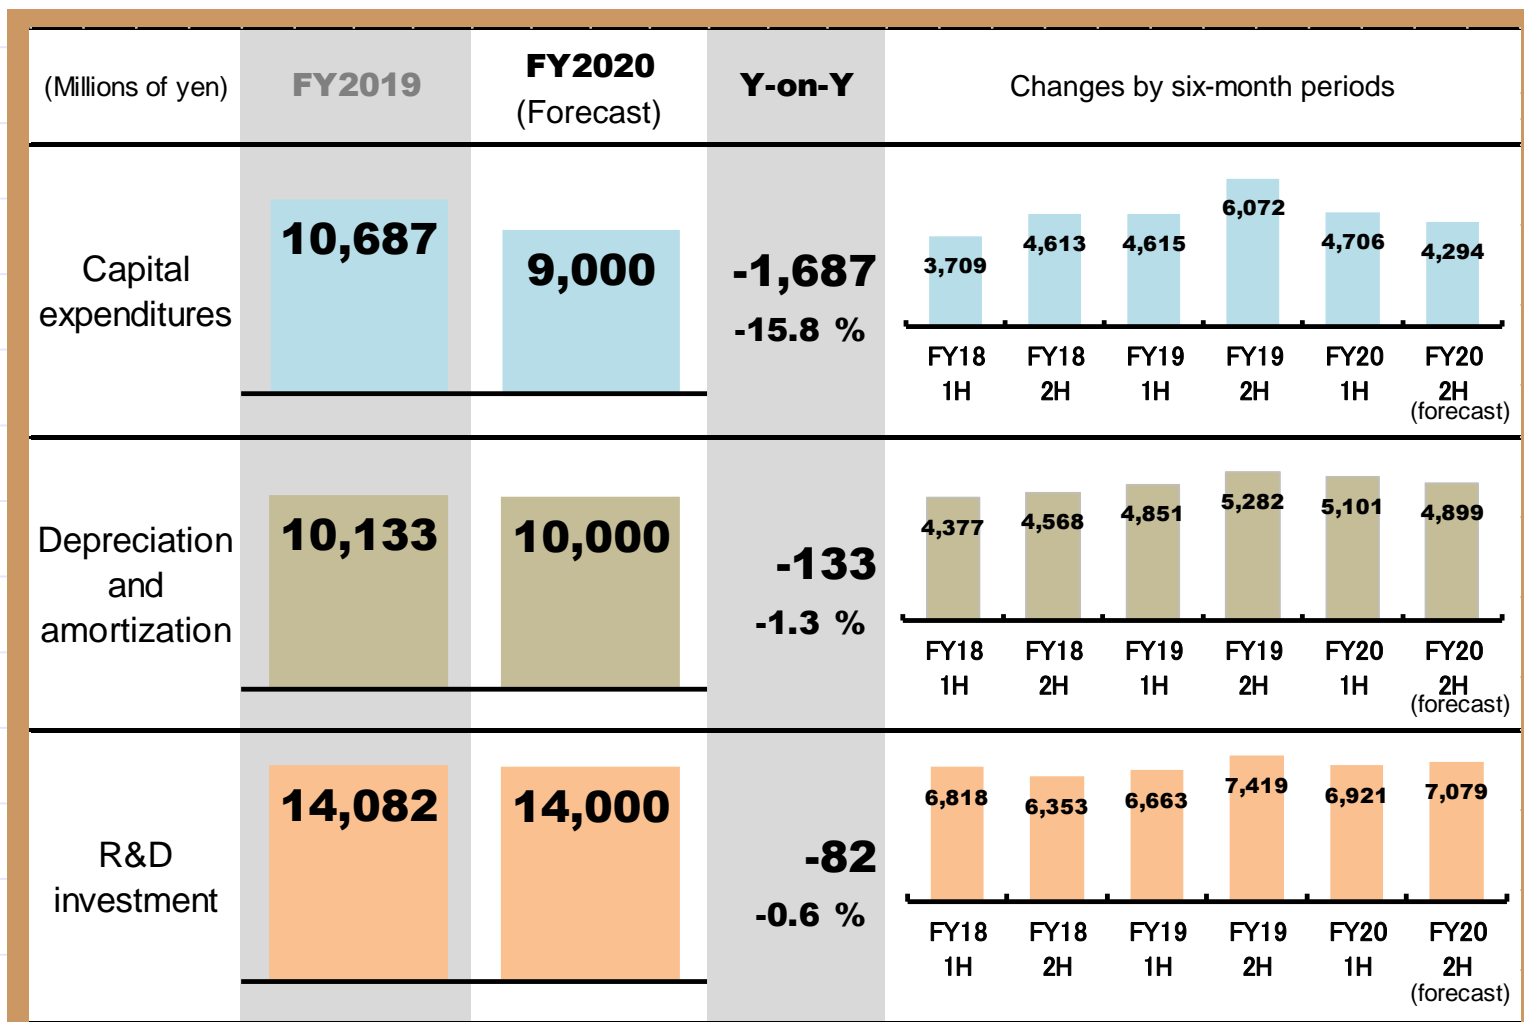 (Millions of yen)
FY2019
FY2020
(Forecast)
Y-on-Y
Changes by six-month periods
Capital
expenditures
10,687
9,000
-1,687
-15.8 %
3,709
4,613
4,615
6,072
4,706
4,294
FY18 FY18 FY19 FY19 FY20 FY20
1H 2H 1H 2H 1H 2H
(forecast)
Depreciation
and
amortization
10,133
10,000
-133
-1.3 %
4,377
4,568
4,851
5,282
5,101
4,899
FY18 FY18 FY19 FY19 FY20 FY20
1H 2H 1H 2H 1H 2H
(forecast)
R&D
investment
14,082
14,000
-82
-0.6 %
6,818
6,353
6,663
7,419
6,921
7,079
FY18 FY18 FY19 FY19 FY20 FY20
1H 2H 1H 2H 1H 2H
(forecast)